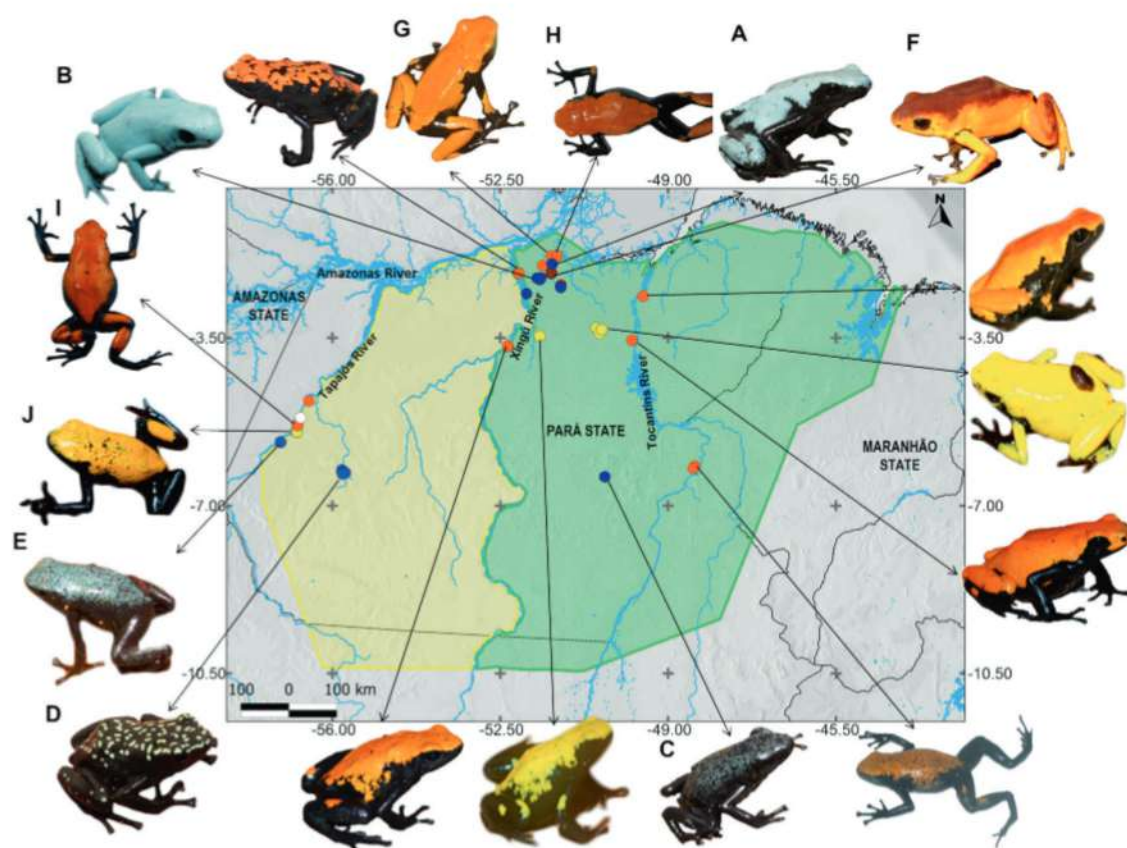 G
H
A
F
B
-56.00
-52.50
-49.00
-45.50
N
I
Amazonas River
AMAZONAS
STATE
Xingu River
-3.50
-3.50
Tapajós River
Tocantins River
PARÁ STATE
MARANHÃO
STATE
J
-7.00
-7.00
E
-10.50
-10.50
100 0 100 km
D
-56.00
-52.50
-49.00
-45.50
C